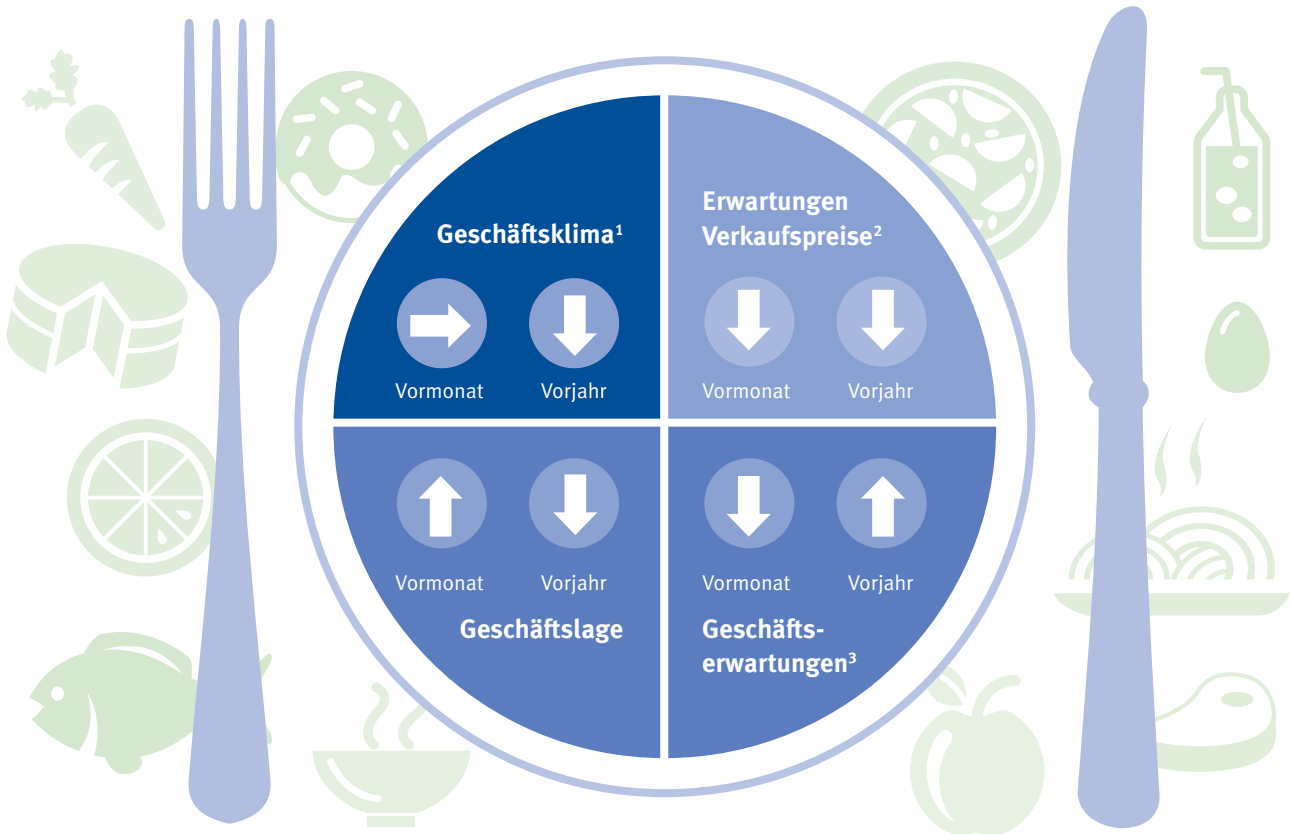 Geschäftsklima¹
Vormonat Vorjahr
Erwartungen
Verkaufspreise²
Vormonat Vorjahr
Vormonat Vorjahr
Geschäftslage
Vormonat Vorjahr
Geschäfts-
erwartungen³